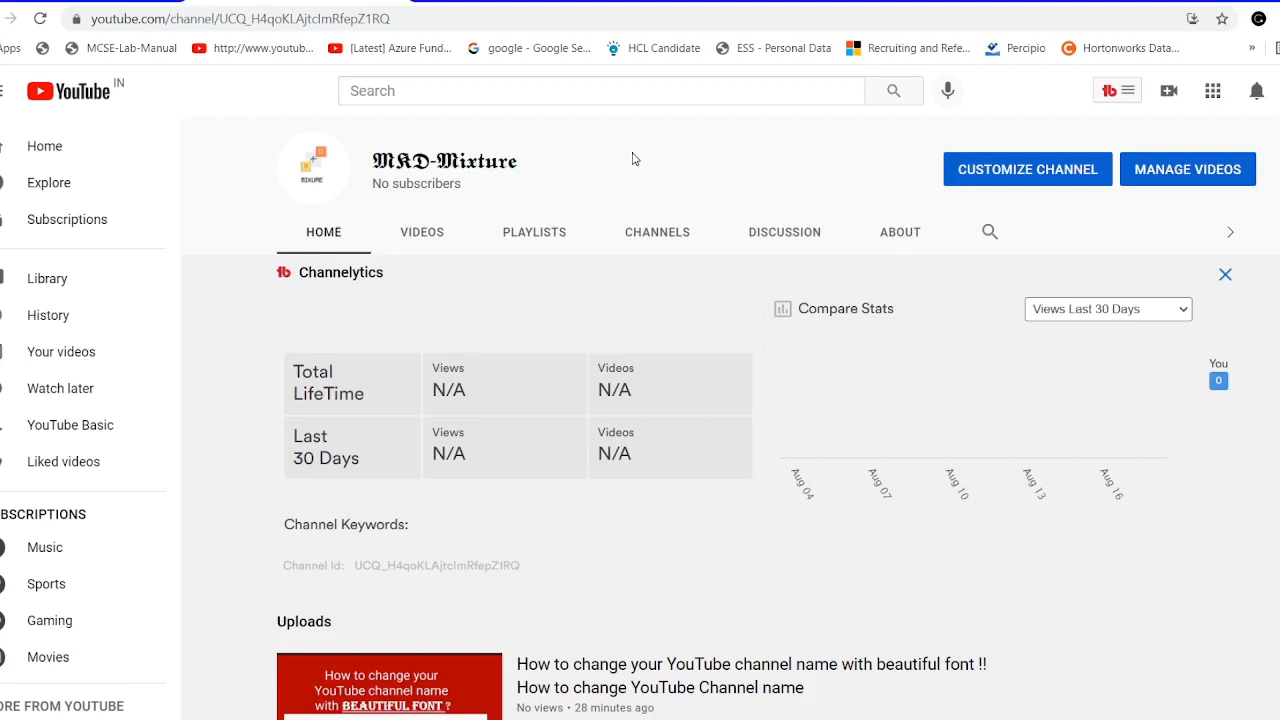 youtube.com/channel/UCQ_H4qoKLAjtcImRfepZ1RQ
Apps MCSE-Lab-Manual http://www.youtub... [Latest] Azure Fund... google - Google Se... HCL Candidate ESS - Personal Data Recruiting and Refe... Percipio Hortonworks Data... »
YouTube IN
Search
tb
Home
Explore
Subscriptions
Library
History
Your videos
Watch later
YouTube Basic
Liked videos
BSCRIPTIONS
Music
Sports
Gaming
Movies
ORE FROM YOUTUBE
MIXURE
𝕸𝕶𝕯-𝕸𝖎𝖝𝖙𝖚𝖗𝖊
No subscribers
CUSTOMIZE CHANNEL
MANAGE VIDEOS
HOME VIDEOS PLAYLISTS CHANNELS DISCUSSION ABOUT
tb Channelytics
Compare Stats
Views Last 30 Days
Total
LifeTime
Views
N/A
Videos
N/A
Last
30 Days
Views
N/A
Videos
N/A
You
0
Aug 04 Aug 07 Aug 10 Aug 13 Aug 16
Channel Keywords:
Channel Id: UCQ_H4qoKLAjtcImRfepZ1RQ
Uploads
How to change your
YouTube channel name
with BEAUTIFUL FONT ?
How to change your YouTube channel name with beautiful font !!
How to change YouTube Channel name
No views • 28 minutes ago